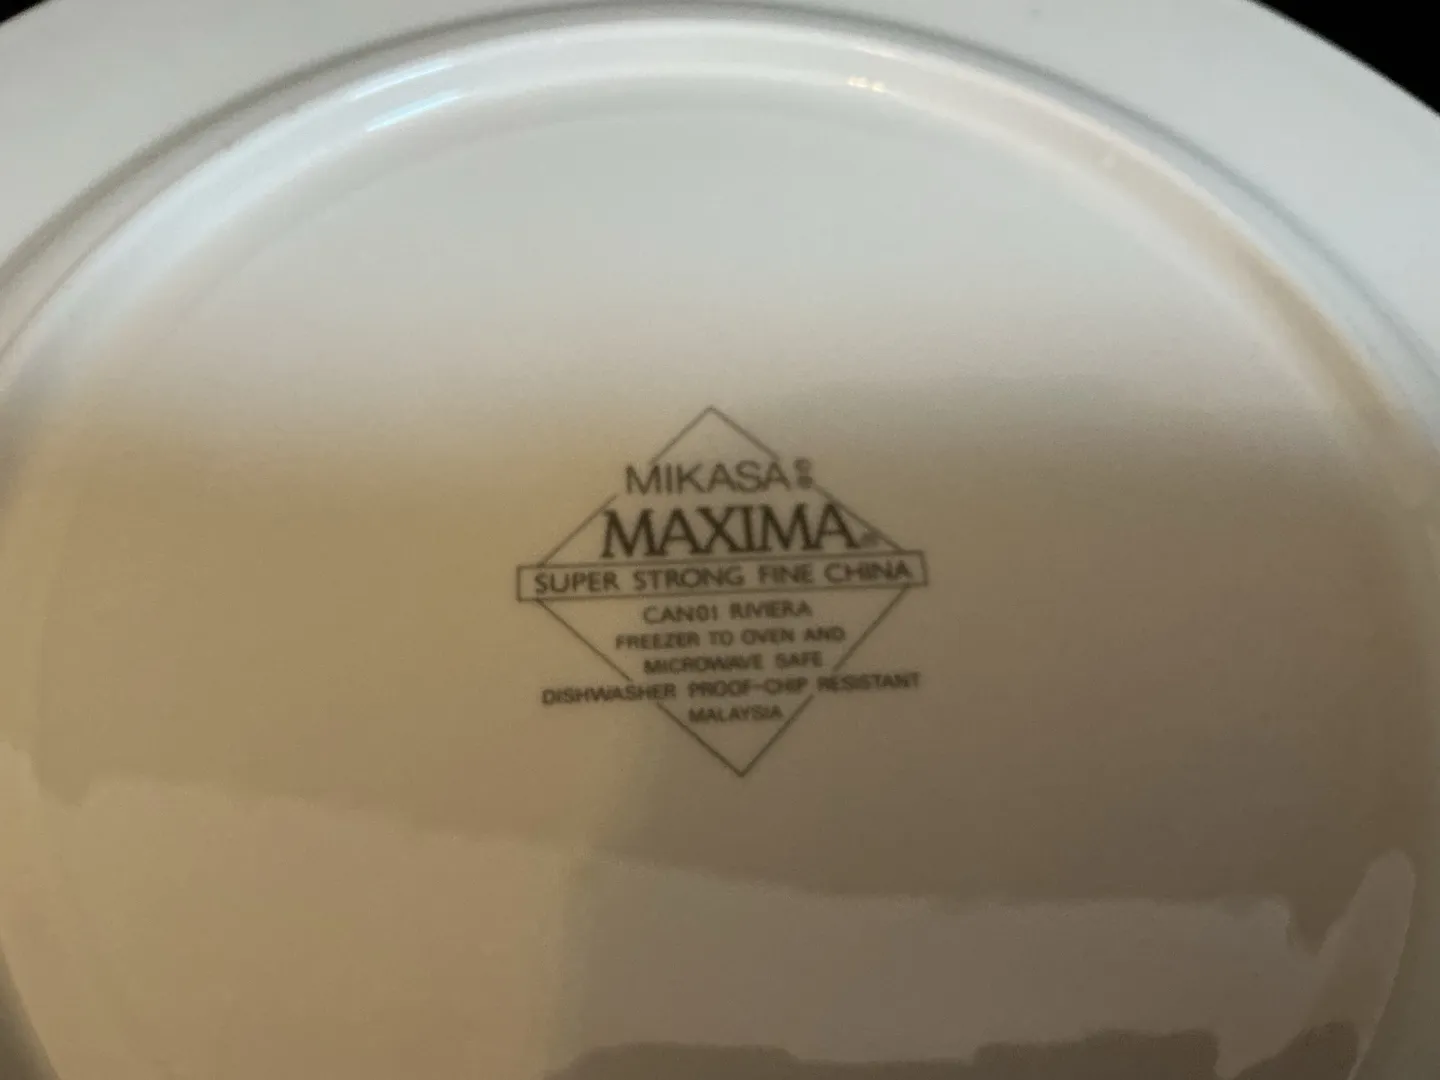 MIKASA
MAXIMA
SUPER STRONG FINE CHINA
CAN01 RIVIERA
FREEZER TO OVEN AND
MICROWAVE SAFE
DISHWASHER PROOF-CHIP RESISTANT
MALAYSIA